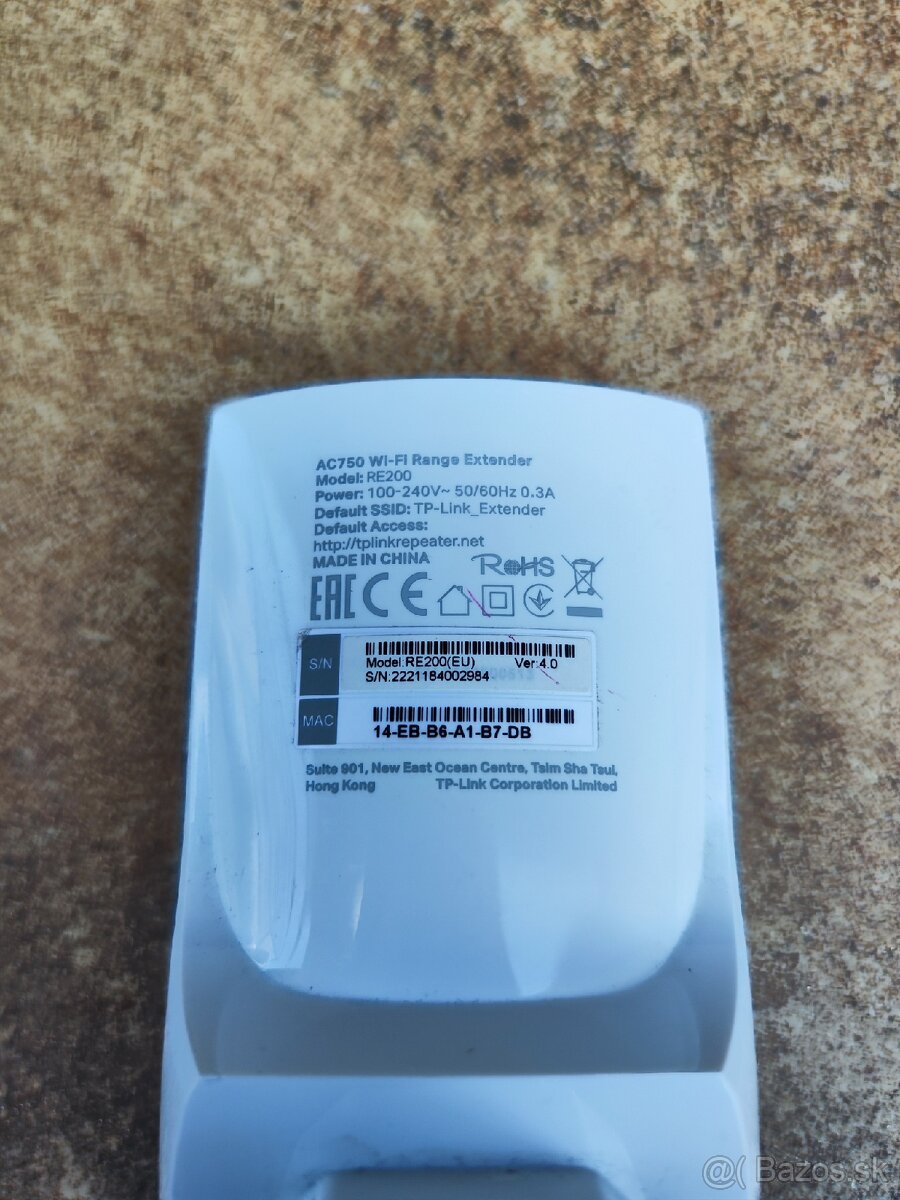 AC750 Wi-Fi Range Extender
Model: RE200
Power: 100-240V~ 50/60Hz 0.3A
Default SSID: TP-Link_Extender
Default Access:
http://tplinkrepeater.net
MADE IN CHINA
RoHS
EAC CE
S/N
Model:RE200(EU) Ver:4.0
S/N:2221184002984
MAC
14-EB-B6-A1-B7-DB
Suite 901, New East Ocean Centre, Tsim Sha Tsui,
Hong Kong TP-Link Corporation Limited
@( Bazos.sk